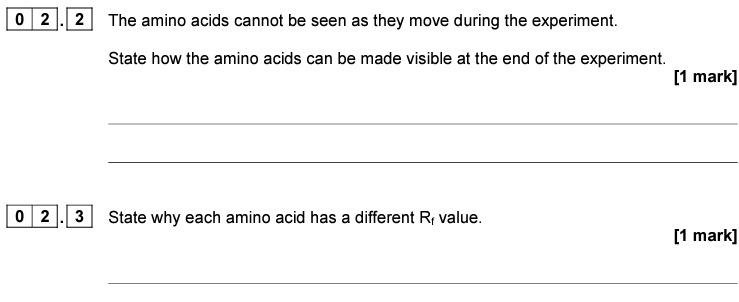 0 2 . 2 The amino acids cannot be seen as they move during the experiment.
State how the amino acids can be made visible at the end of the experiment.
[1 mark]
0 2 . 3 State why each amino acid has a different Rf value.
[1 mark]